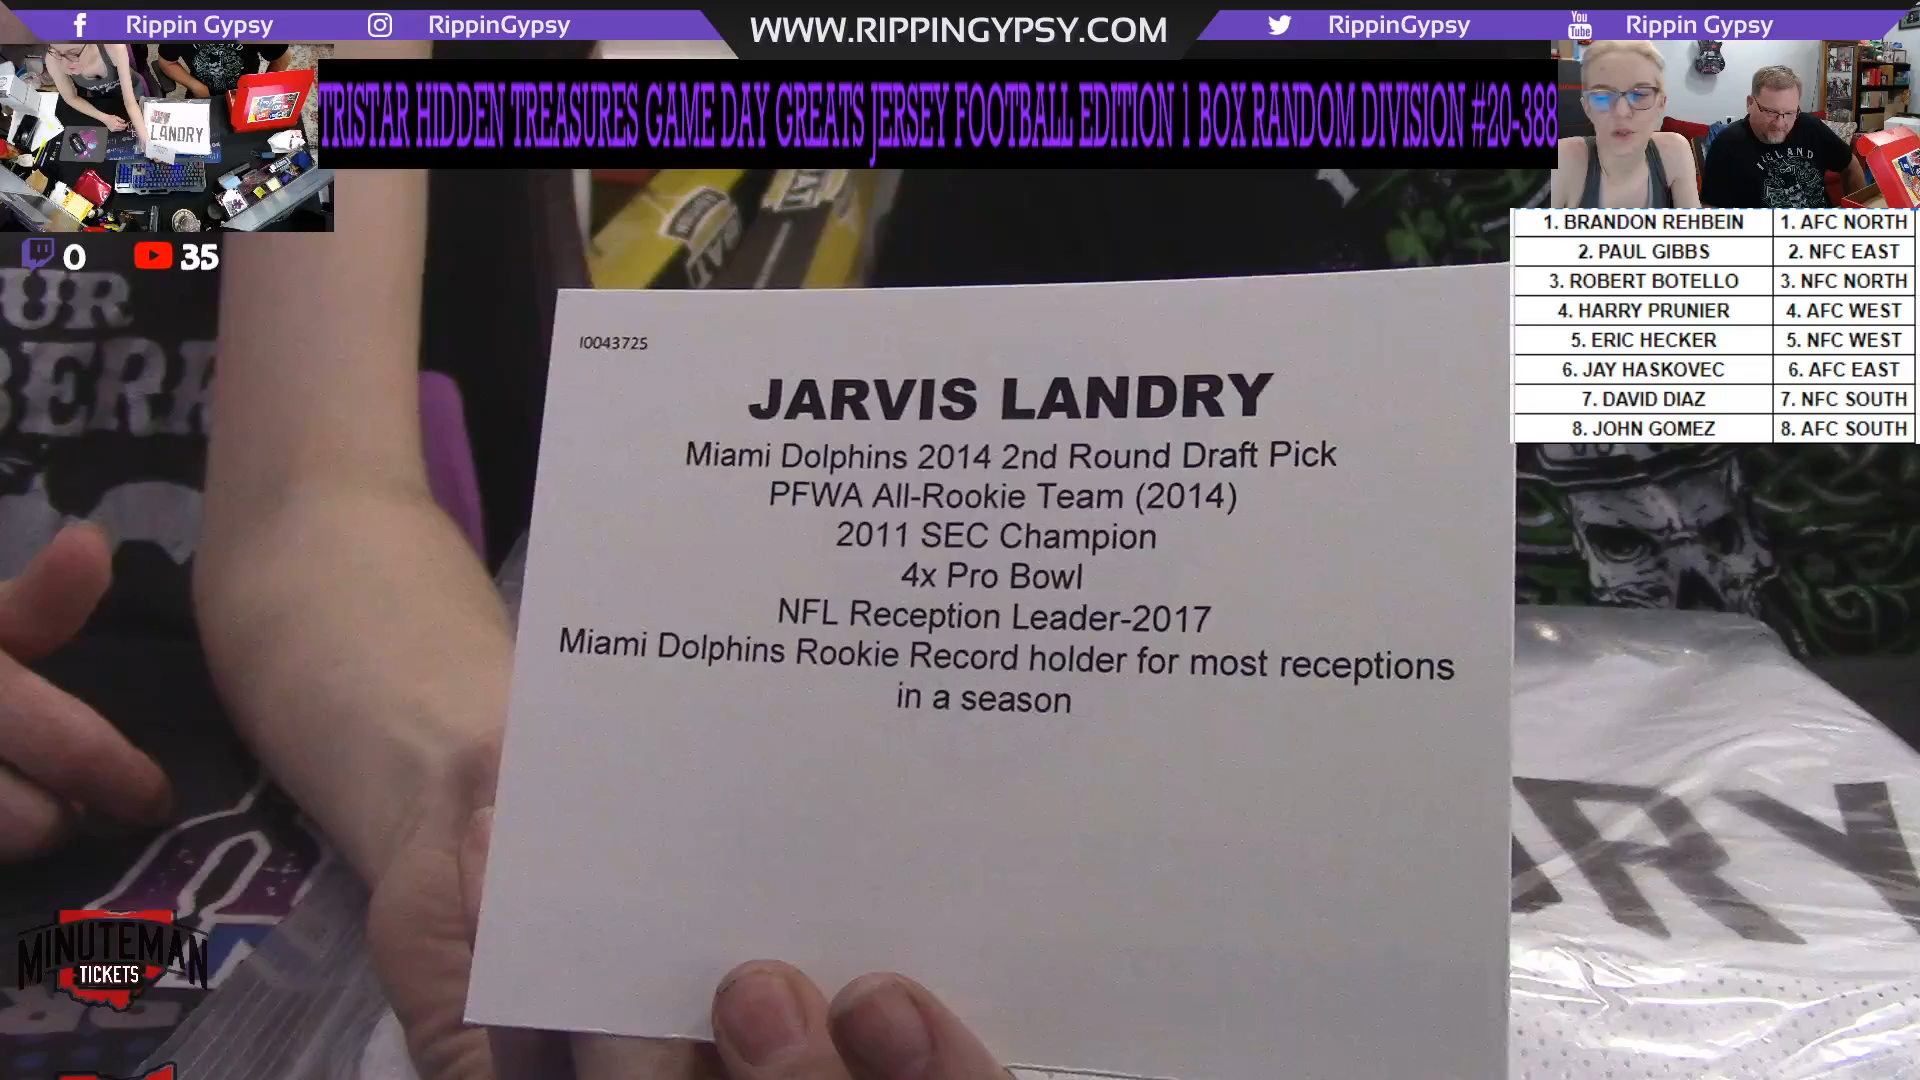 Rippin Gypsy
RippinGypsy
WWW.RIPPINGYPSY.COM
RippinGypsy
You
Tube
Rippin Gypsy
TRISTAR HIDDEN TREASURES GAME DAY GREATS JERSEY FOOTBALL EDITION 1 BOX RANDOM DIVISION #20-388
LANDRY
0
35
1. BRANDON REHBEIN 1. AFC NORTH
2. PAUL GIBBS 2. NFC EAST
3. ROBERT BOTELLO 3. NFC NORTH
4. HARRY PRUNIER 4. AFC WEST
5. ERIC HECKER 5. NFC WEST
6. JAY HASKOVEC 6. AFC EAST
7. DAVID DIAZ 7. NFC SOUTH
8. JOHN GOMEZ 8. AFC SOUTH
I0043725
JARVIS LANDRY
Miami Dolphins 2014 2nd Round Draft Pick
PFWA All-Rookie Team (2014)
2011 SEC Champion
4x Pro Bowl
NFL Reception Leader-2017
Miami Dolphins Rookie Record holder for most receptions
in a season
MINUTEMAN
TICKETS